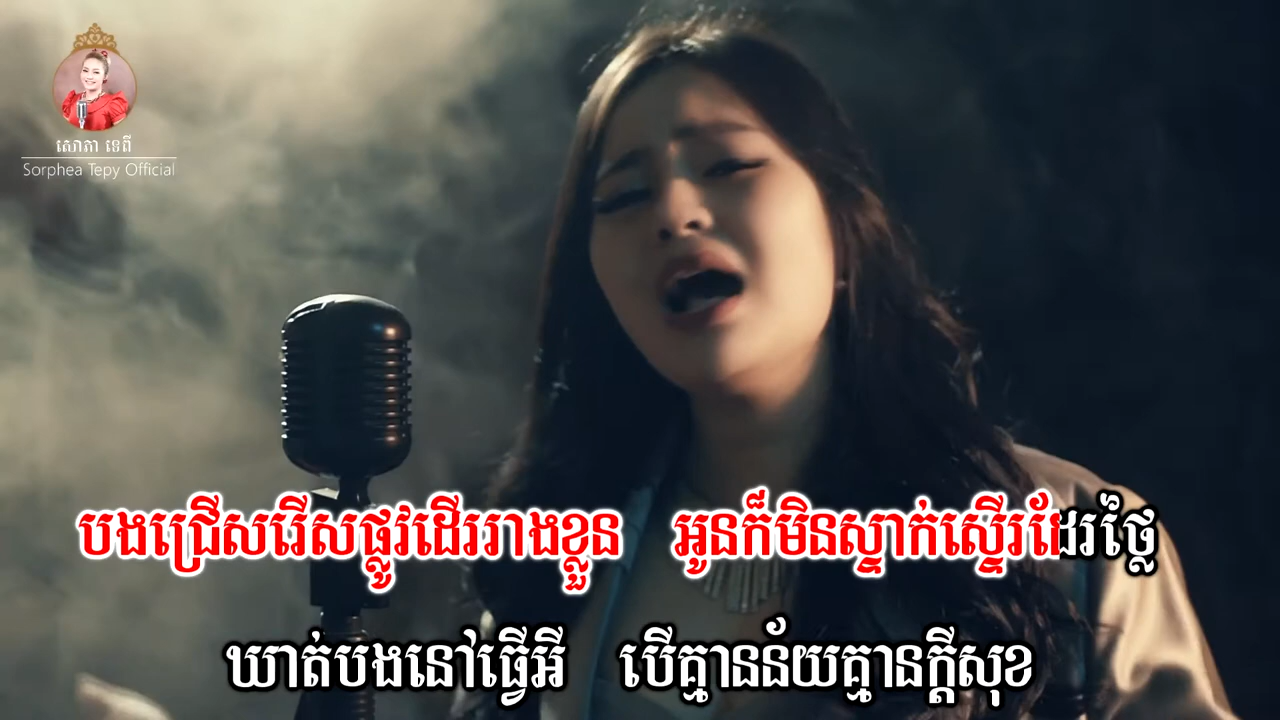 សោភា ទេពី
Sorphea Tepy Official
បងជ្រើសរើសផ្លូវដើររាងខ្លួន អូនក៏មិនស្នាក់ស្ទើរដែរថ្លៃ
ឃាត់បងនៅធ្វើអី បើគ្មានន័យគ្មានក្ដីសុខ